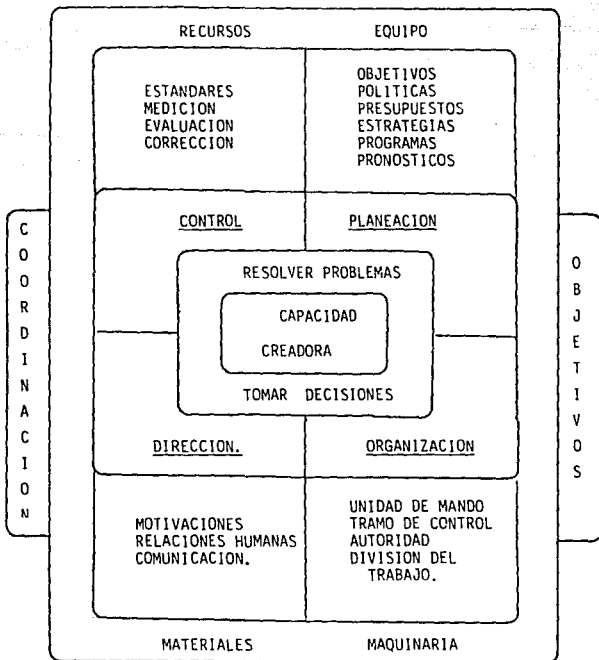 RECURSOS EQUIPO
ESTANDARES
MEDICION
EVALUACION
CORRECCION
OBJETIVOS
POLITICAS
PRESUPUESTOS
ESTRATEGIAS
PROGRAMAS
PRONOSTICOS
CONTROL PLANEACION
COORDINACION
RESOLVER PROBLEMAS
CAPACIDAD
CREADORA
TOMAR DECISIONES
OBJETIVOS
DIRECCION. ORGANIZACION
MOTIVACIONES
RELACIONES HUMANAS
COMUNICACION.
UNIDAD DE MANDO
TRAMO DE CONTROL
AUTORIDAD
DIVISION DEL
TRABAJO.
MATERIALES MAQUINARIA